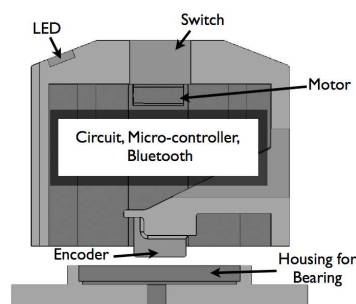 LED
Switch
Motor
Circuit, Micro-controller,
Bluetooth
Encoder
Housing for
Bearing